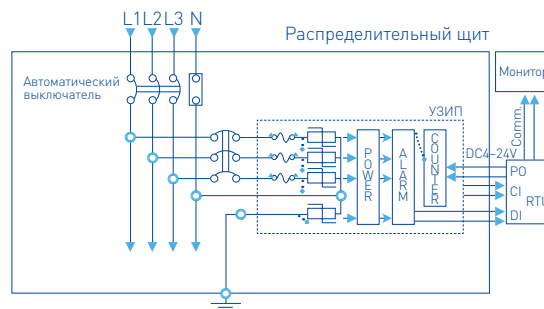 L1 L2 L3 N
Распределительный щит
Автоматический
выключатель
Монитор
УЗИП
Comm.
POWER
ALARM
COUNTER
DC4-24V
PO
CI
RTU
DI